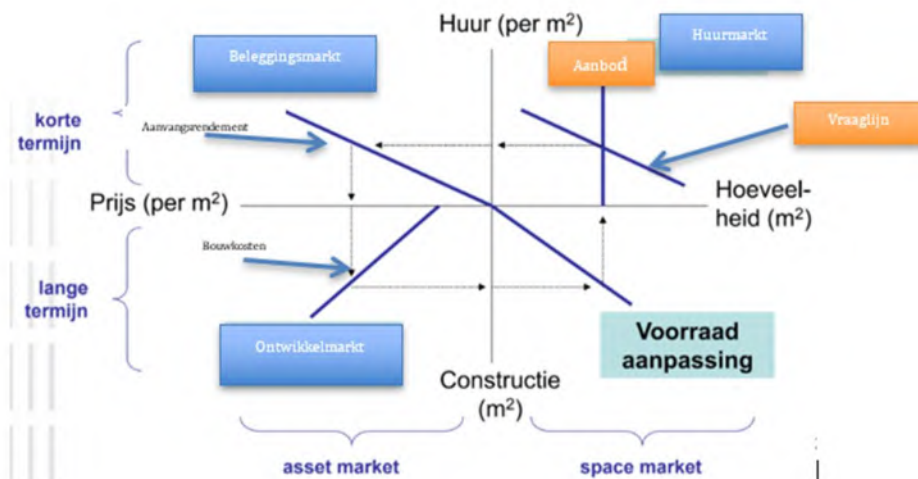 Huur (per m²)
Beleggingsmarkt
Aanbod
Huurmarkt
korte
termijn
Aanvangsrendement
Vraaglijn
Prijs (per m²)
Hoeveel-
heid (m²)
Bouwkosten
lange
termijn
Ontwikkelmarkt
Voorraad
aanpassing
Constructie
(m²)
asset market
space market